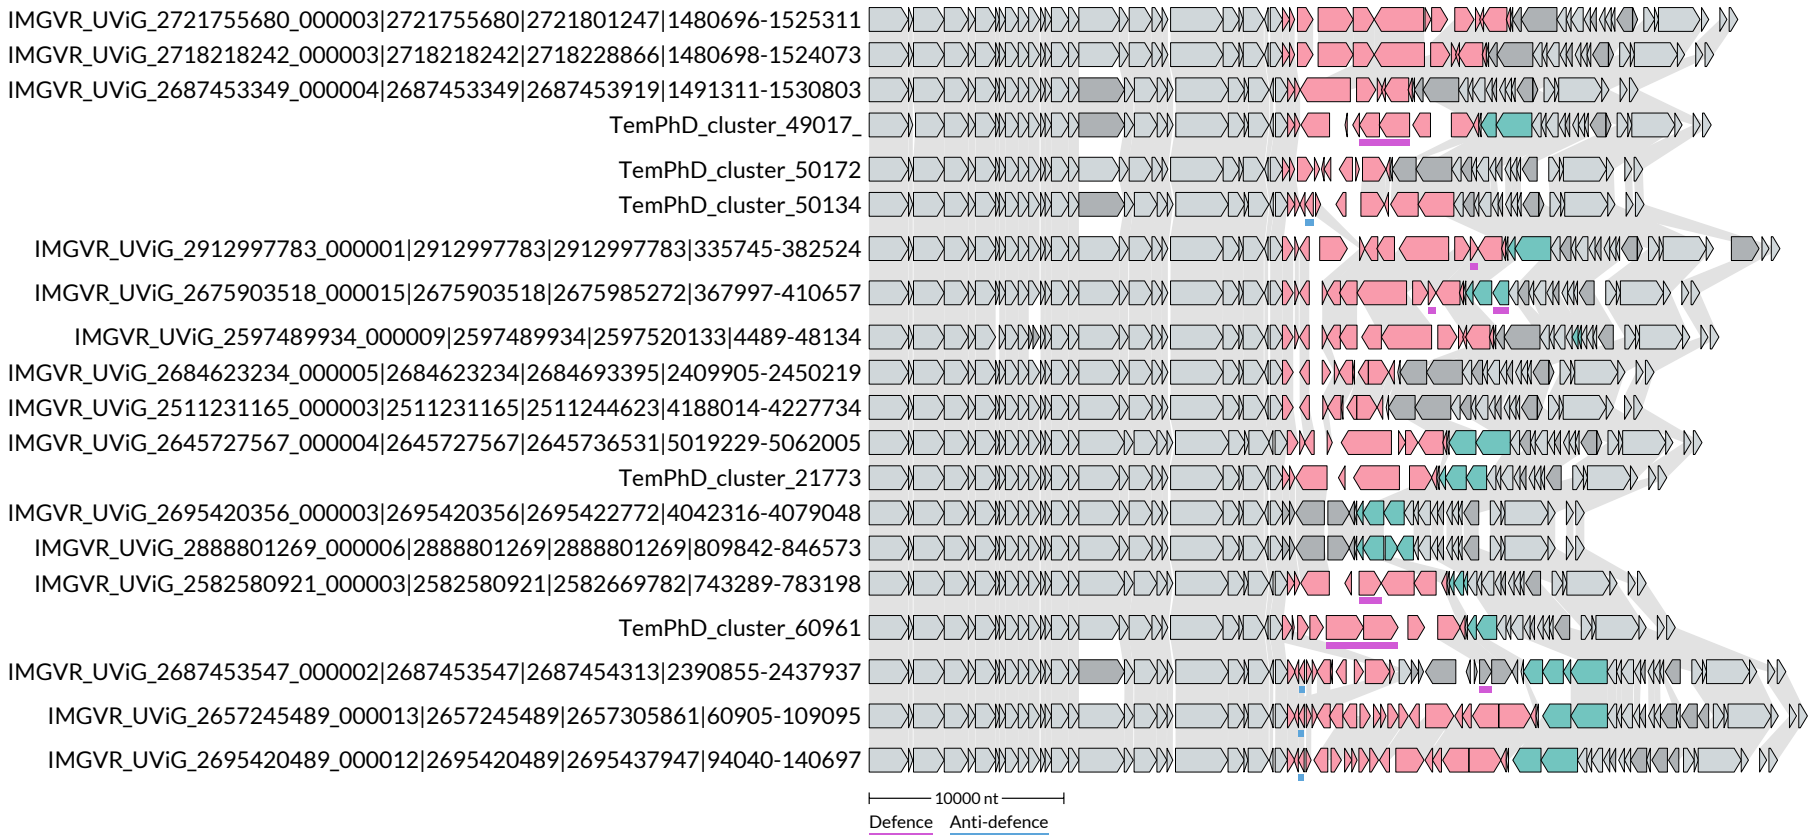 IMGVR_UViG_2721755680_000003|2721755680|2721801247|1480696-1525311
IMGVR_UViG_2718218242_000003|2718218242|2718228866|1480698-1524073
IMGVR_UViG_2687453349_000004|2687453349|2687453919|1491311-1530803
TemPhD_cluster_49017_
TemPhD_cluster_50172
TemPhD_cluster_50134
IMGVR_UViG_2912997783_000001|2912997783|2912997783|335745-382524
IMGVR_UViG_2675903518_000015|2675903518|2675985272|367997-410657
IMGVR_UViG_2597489934_000009|2597489934|2597520133|4489-48134
IMGVR_UViG_2684623234_000005|2684623234|2684693395|2409905-2450219
IMGVR_UViG_2511231165_000003|2511231165|2511244623|4188014-4227734
IMGVR_UViG_2645727567_000004|2645727567|2645736531|5019229-5062005
TemPhD_cluster_21773
IMGVR_UViG_2695420356_000003|2695420356|2695422772|4042316-4079048
IMGVR_UViG_2888801269_000006|2888801269|2888801269|809842-846573
IMGVR_UViG_2582580921_000003|2582580921|2582669782|743289-783198
TemPhD_cluster_60961
IMGVR_UViG_2687453547_000002|2687453547|2687454313|2390855-2437937
IMGVR_UViG_2657245489_000013|2657245489|2657305861|60905-109095
IMGVR_UViG_2695420489_000012|2695420489|2695437947|94040-140697
10000 nt
Defence Anti-defence